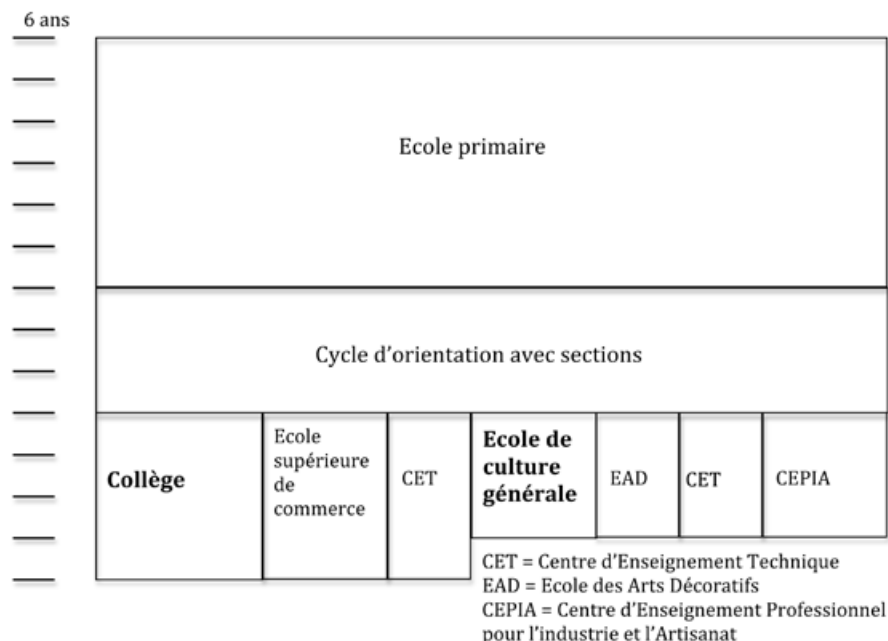 6 ans
Ecole primaire
Cycle d'orientation avec sections
Collège
Ecole
supérieure
de
commerce
CET
Ecole de
culture
générale
EAD
CET
CEPIA
CET = Centre d'Enseignement Technique
EAD = Ecole des Arts Décoratifs
CEPIA = Centre d'Enseignement Professionnel
pour l'industrie et l'Artisanat